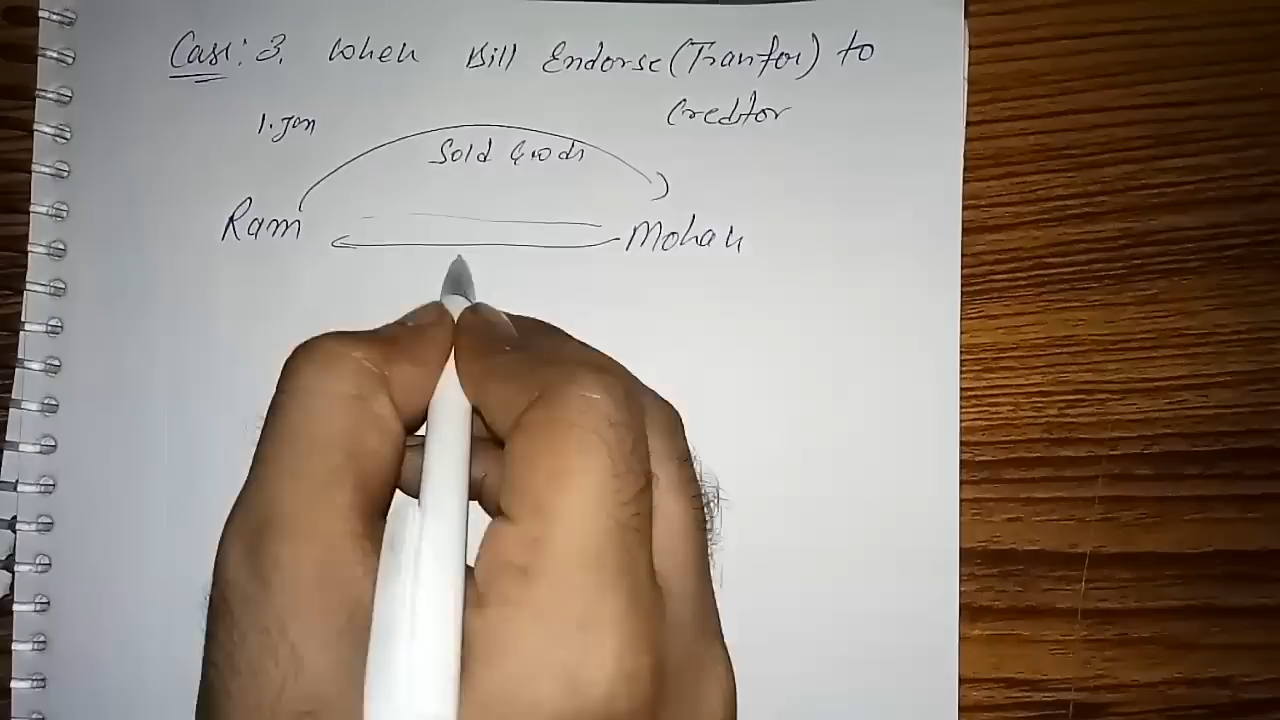 Case: 3. When Bill Endorse (Tranfer) to
Creditor
1. Jan
Sold Goods
Ram
Mohan